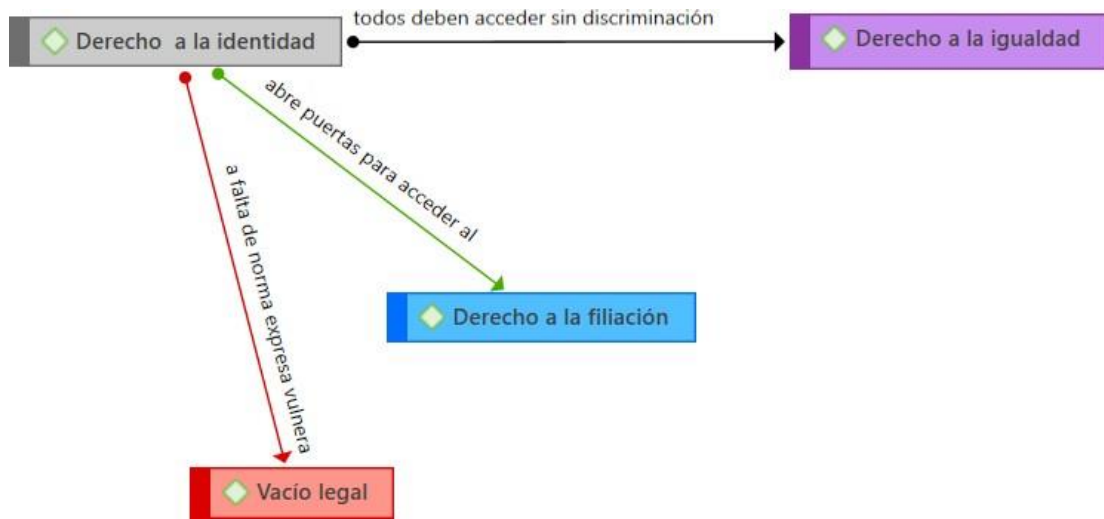 todos deben acceder sin discriminación
Derecho a la identidad
Derecho a la igualdad
abre puertas para acceder al
a falta de norma expresa vulnera
Derecho a la filiación
Vacío legal